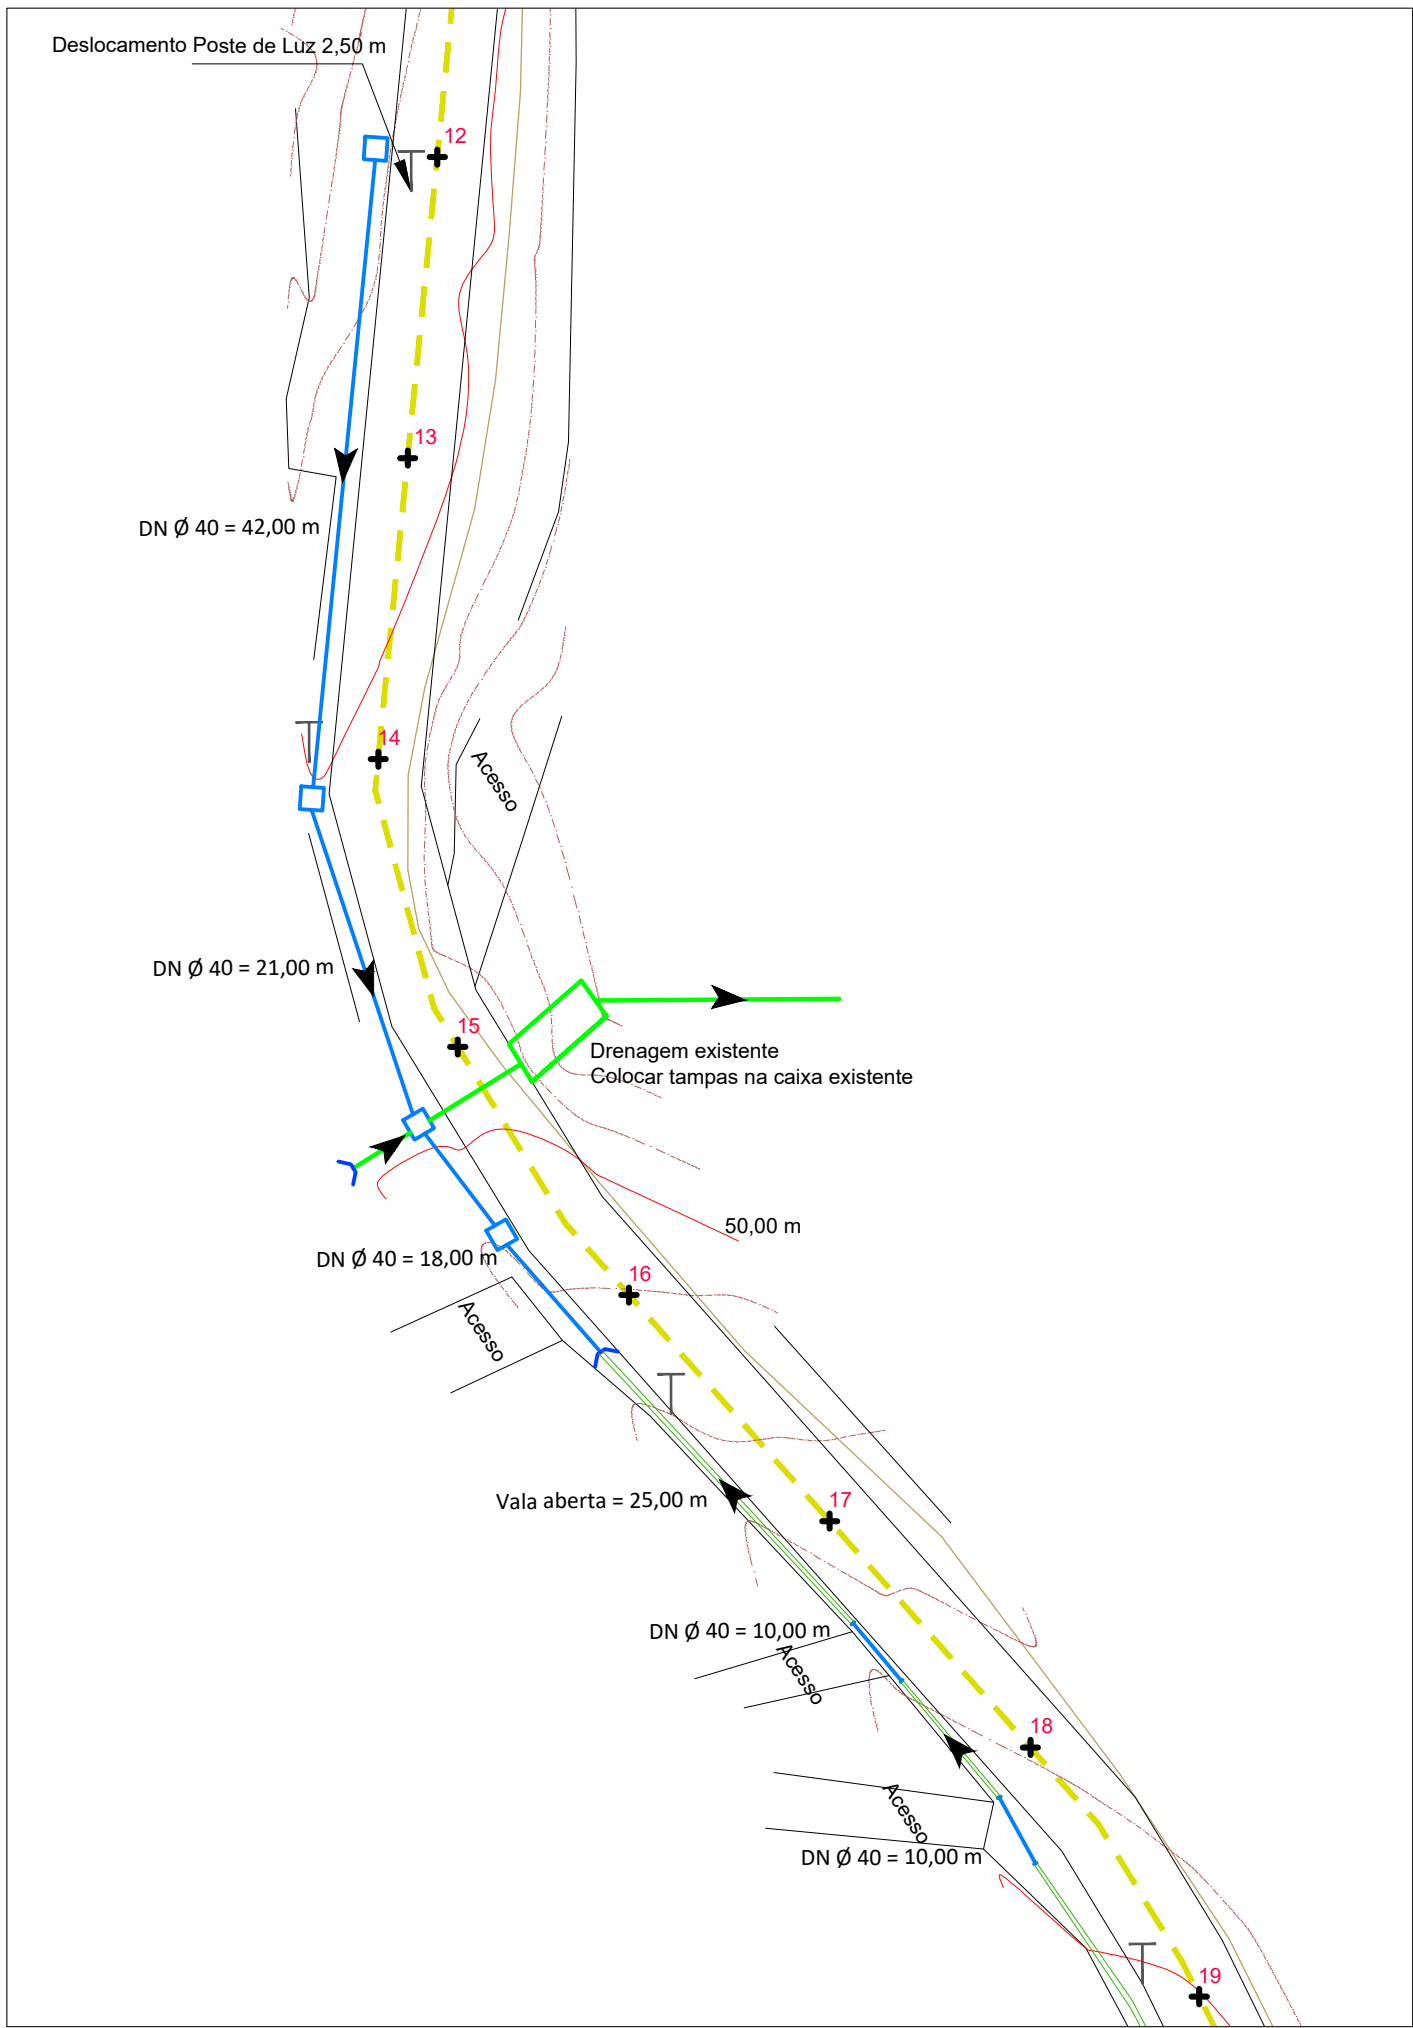 Deslocamento Poste de Luz 2,50 m
12
13
DN Ø 40 = 42,00 m
14
Acesso
DN Ø 40 = 21,00 m
15
Drenagem existente
Colocar tampas na caixa existente
50,00 m
DN Ø 40 = 18,00 m
16
Acesso
Vala aberta = 25,00 m
17
DN Ø 40 = 10,00 m
Acesso
18
Acesso
DN Ø 40 = 10,00 m
19